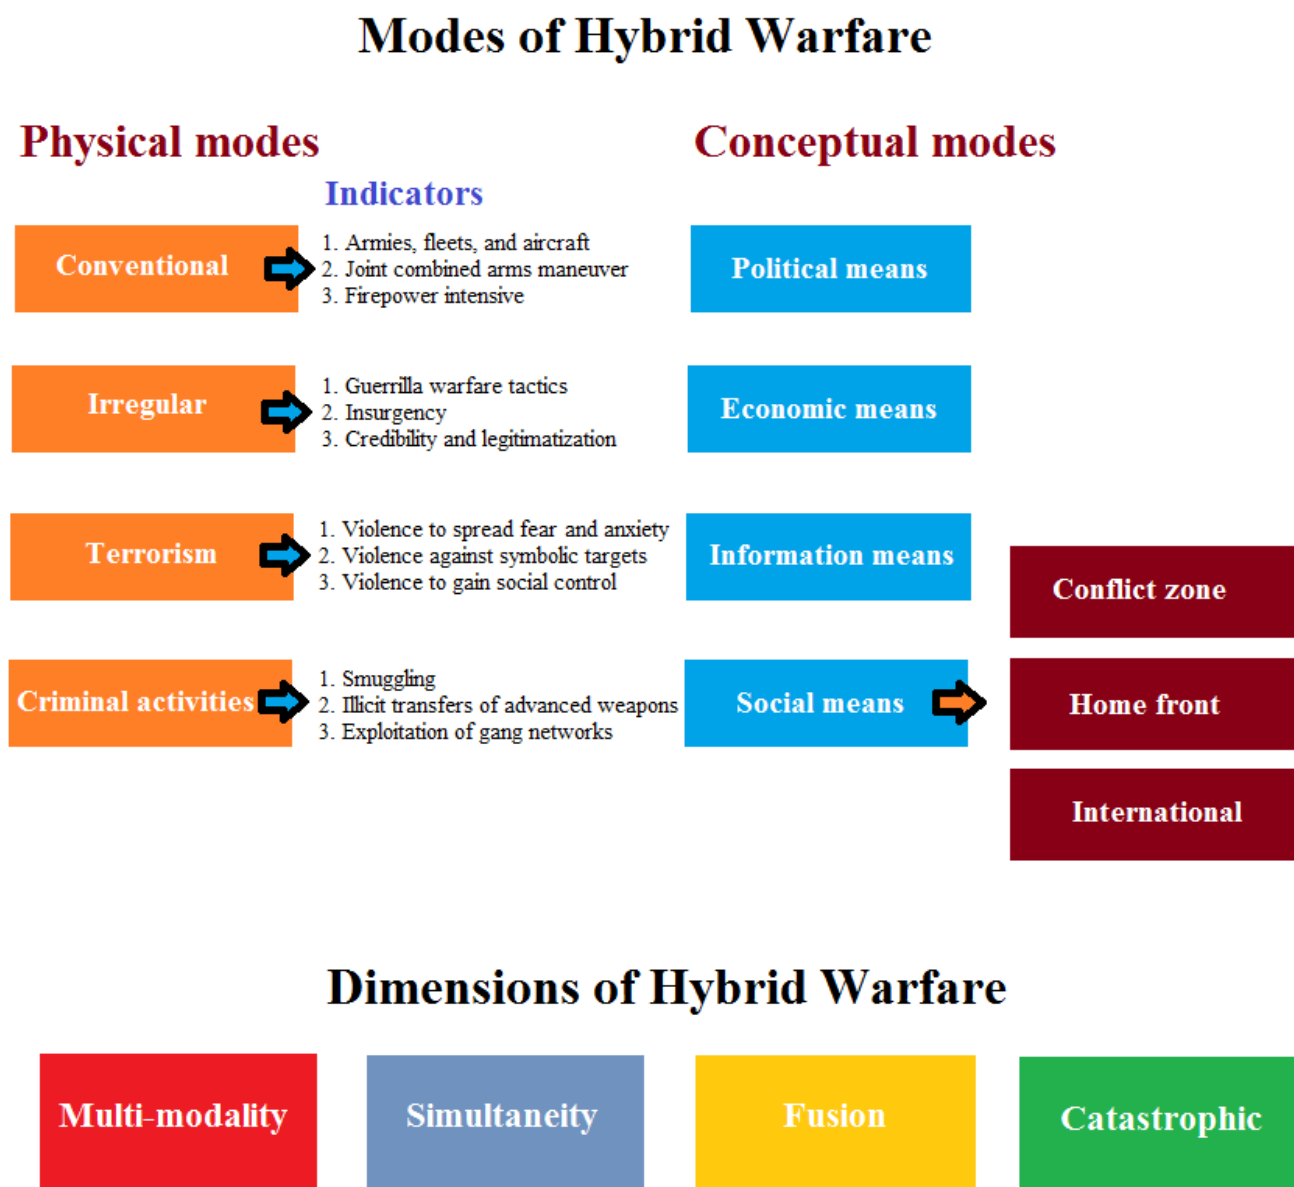 Modes of Hybrid Warfare
Physical modes
Conceptual modes
Indicators
Conventional
1. Armies, fleets, and aircraft
2. Joint combined arms maneuver
3. Firepower intensive
Political means
Irregular
1. Guerrilla warfare tactics
2. Insurgency
3. Credibility and legitimatization
Economic means
Terrorism
1. Violence to spread fear and anxiety
2. Violence against symbolic targets
3. Violence to gain social control
Information means
Criminal activities
1. Smuggling
2. Illicit transfers of advanced weapons
3. Exploitation of gang networks
Social means
Conflict zone
Home front
International
Dimensions of Hybrid Warfare
Multi-modality
Simultaneity
Fusion
Catastrophic